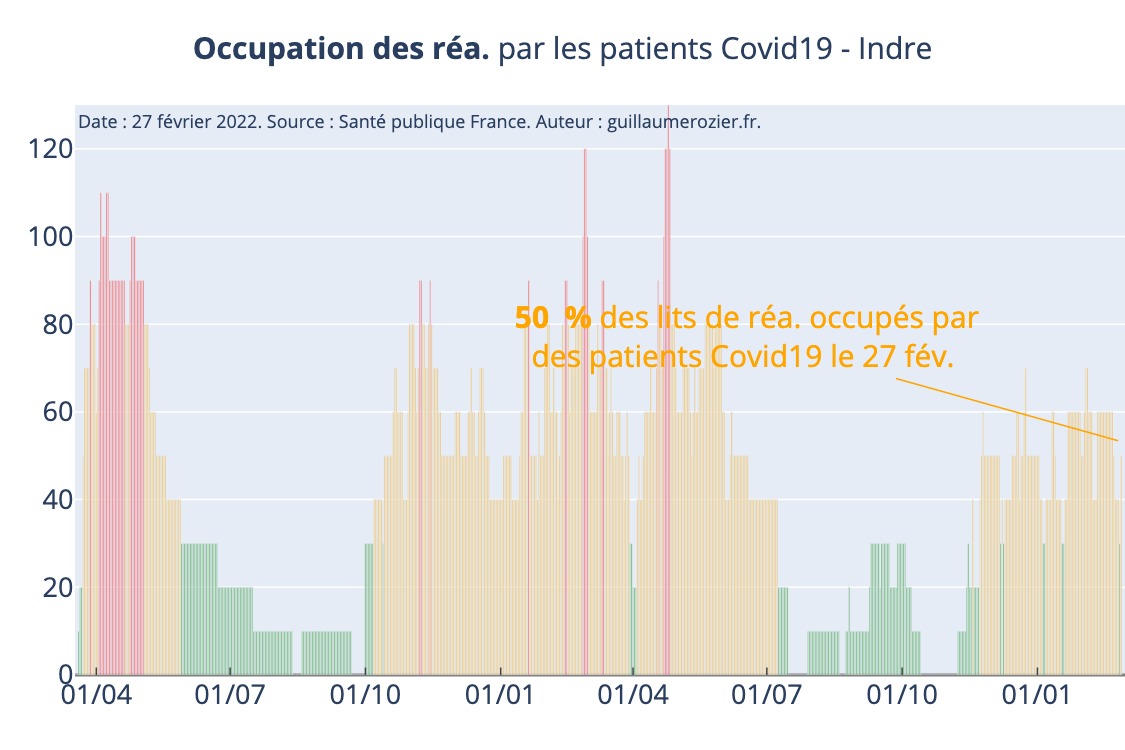 Occupation des réa. par les patients Covid19 - Indre
Date : 27 février 2022. Source : Santé publique France. Auteur : guillaumerozier.fr.
120
100
80
60
40
20
0
50 % des lits de réa. occupés par
des patients Covid19 le 27 fév.
01/04 01/07 01/10 01/01 01/04 01/07 01/10 01/01